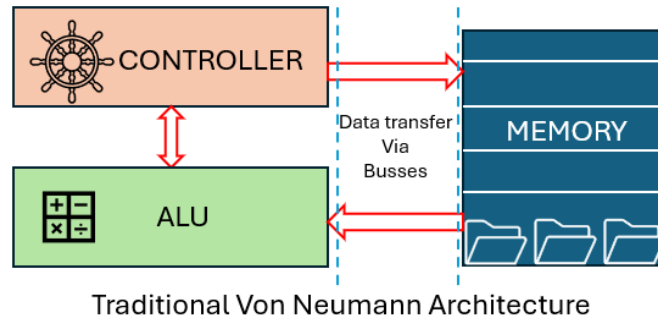 CONTROLLER
Data transfer
Via
Busses
MEMORY
ALU
Traditional Von Neumann Architecture